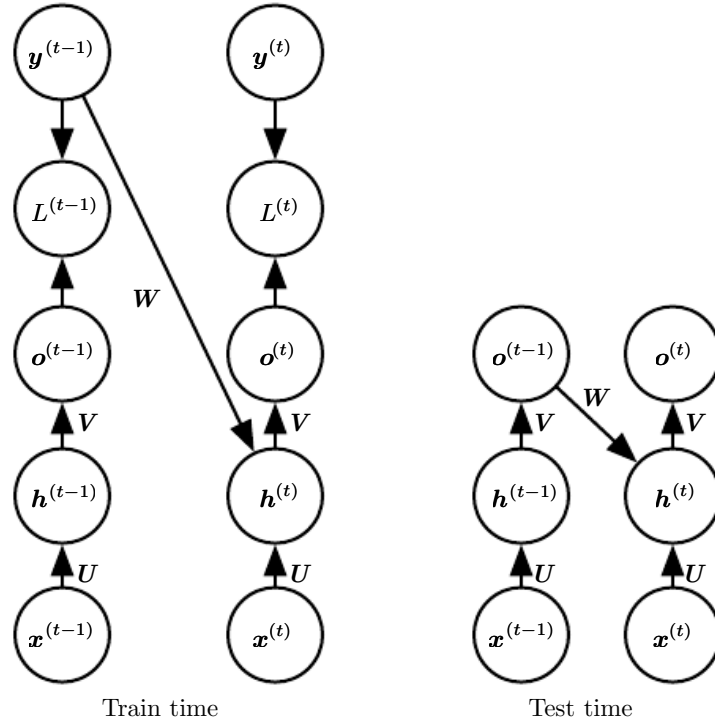 y^(t−1) y^(t)
L^(t−1) L^(t)
W
o^(t−1) o^(t) o^(t−1) o^(t)
W
V V V V
h^(t−1) h^(t) h^(t−1) h^(t)
U U U U
x^(t−1) x^(t) x^(t−1) x^(t)
Train time Test time